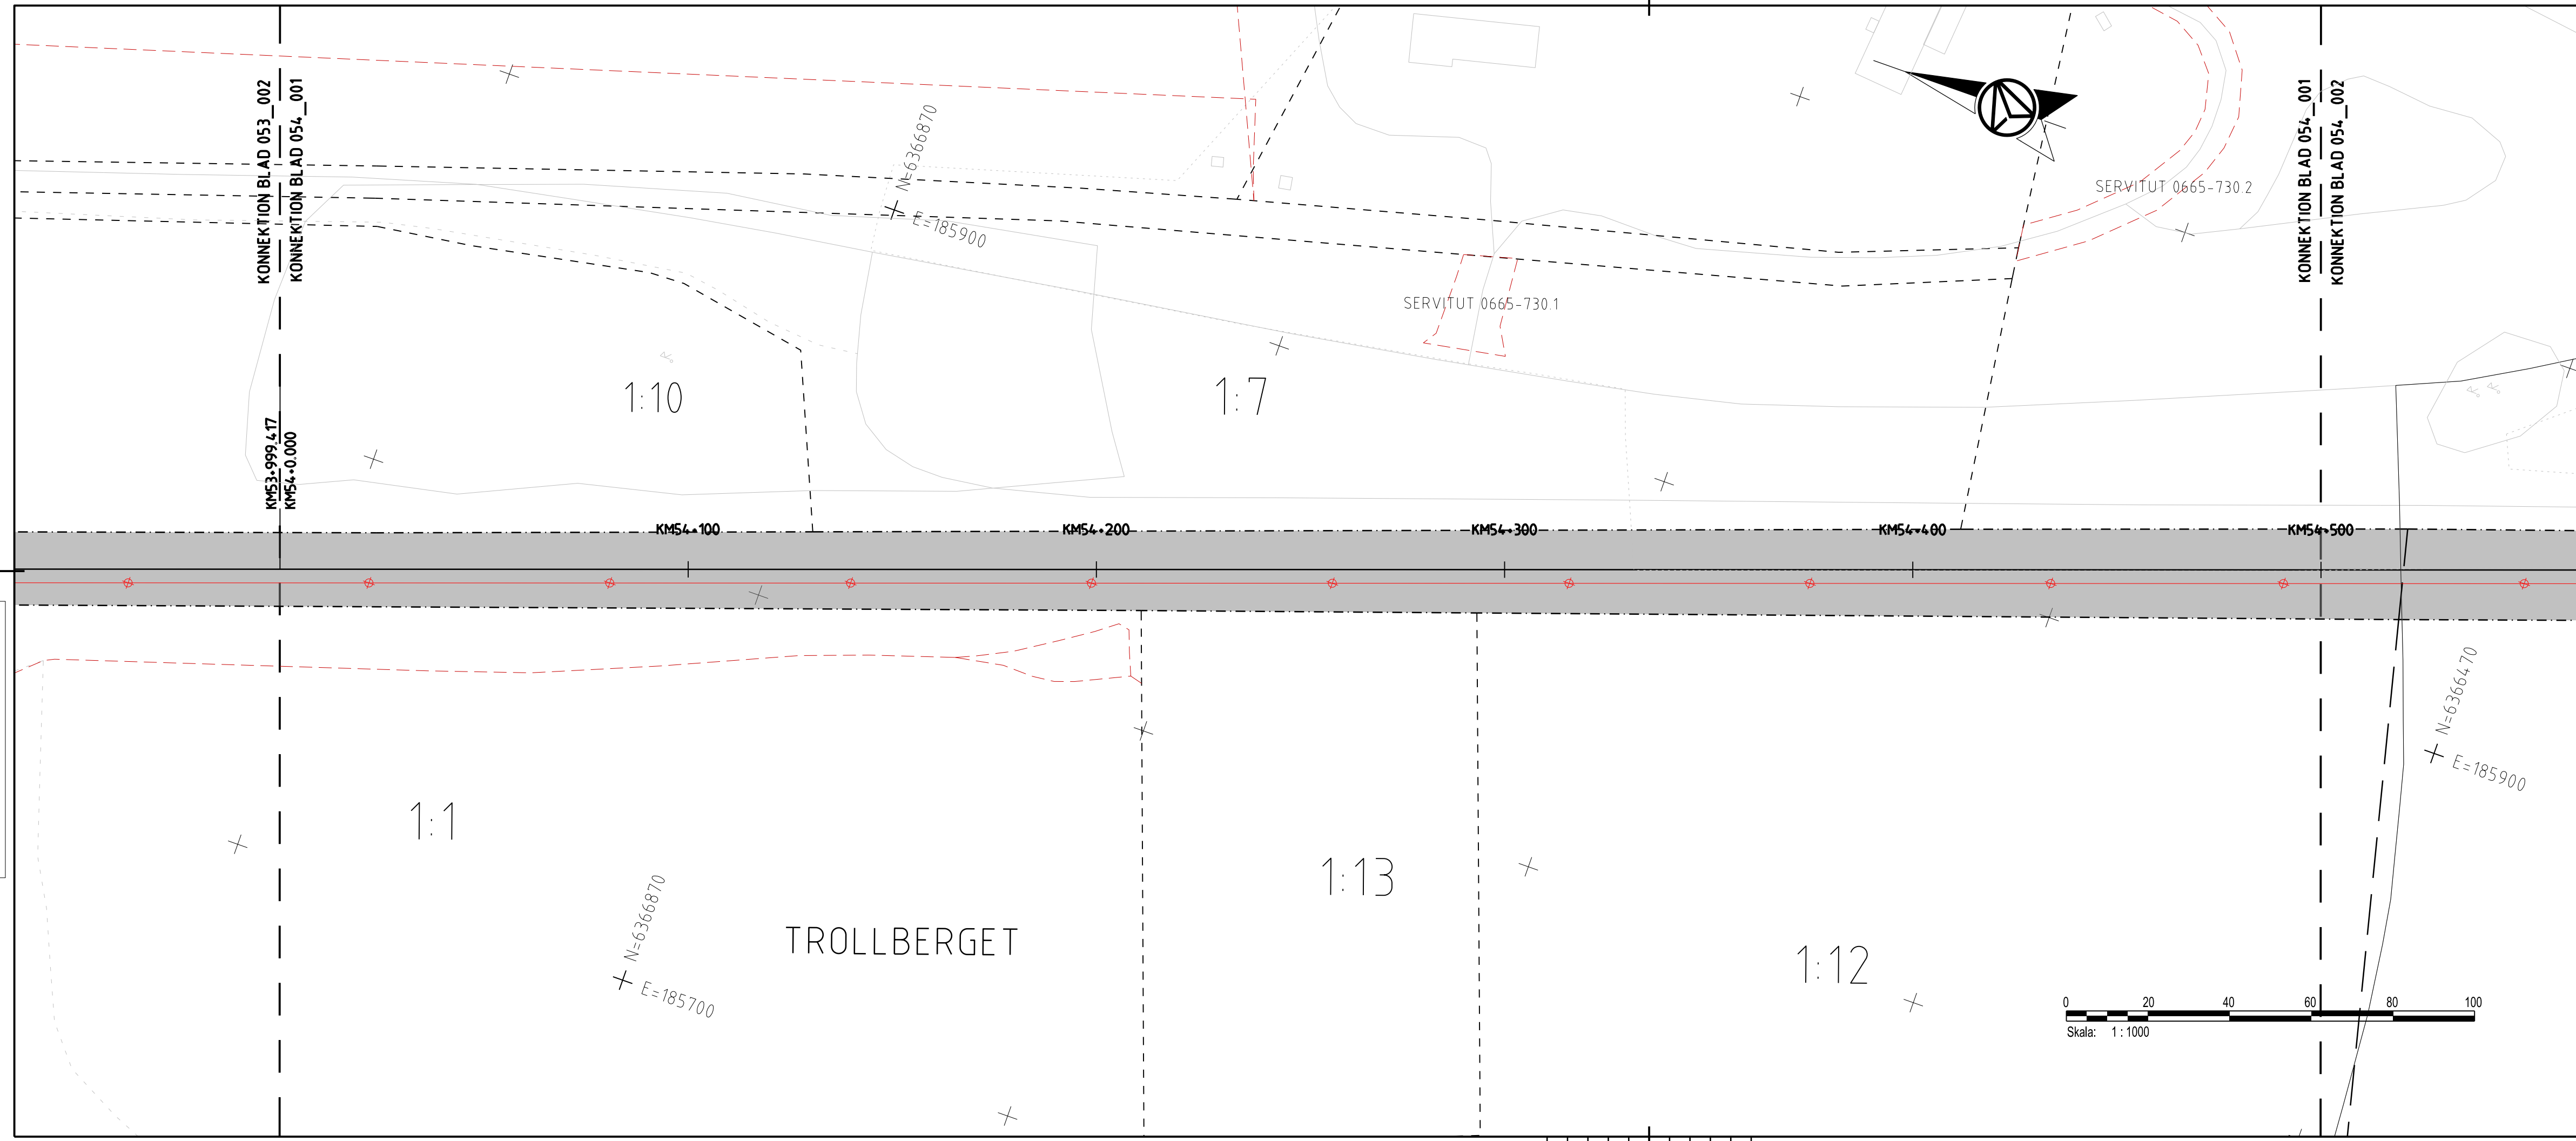 KONNEKTION BLAD 053_002
KONNEKTION BLAD 054_001
KONNEKTION BLAD 054_001
KONNEKTION BLAD 054_002
N=6366870
E=185900
SERVITUT 0665-730.2
SERVITUT 0665-730.1
1:10
1:7
KM53+999.417
KM54+0.000
KM54+100
KM54+200
KM54+300
KM54+400
KM54+500
N=6366470
E=185900
1:1
1:13
N=6366870
E=185700
TROLLBERGET
1:12
0 20 40 60 80 100
Skala: 1 : 1000